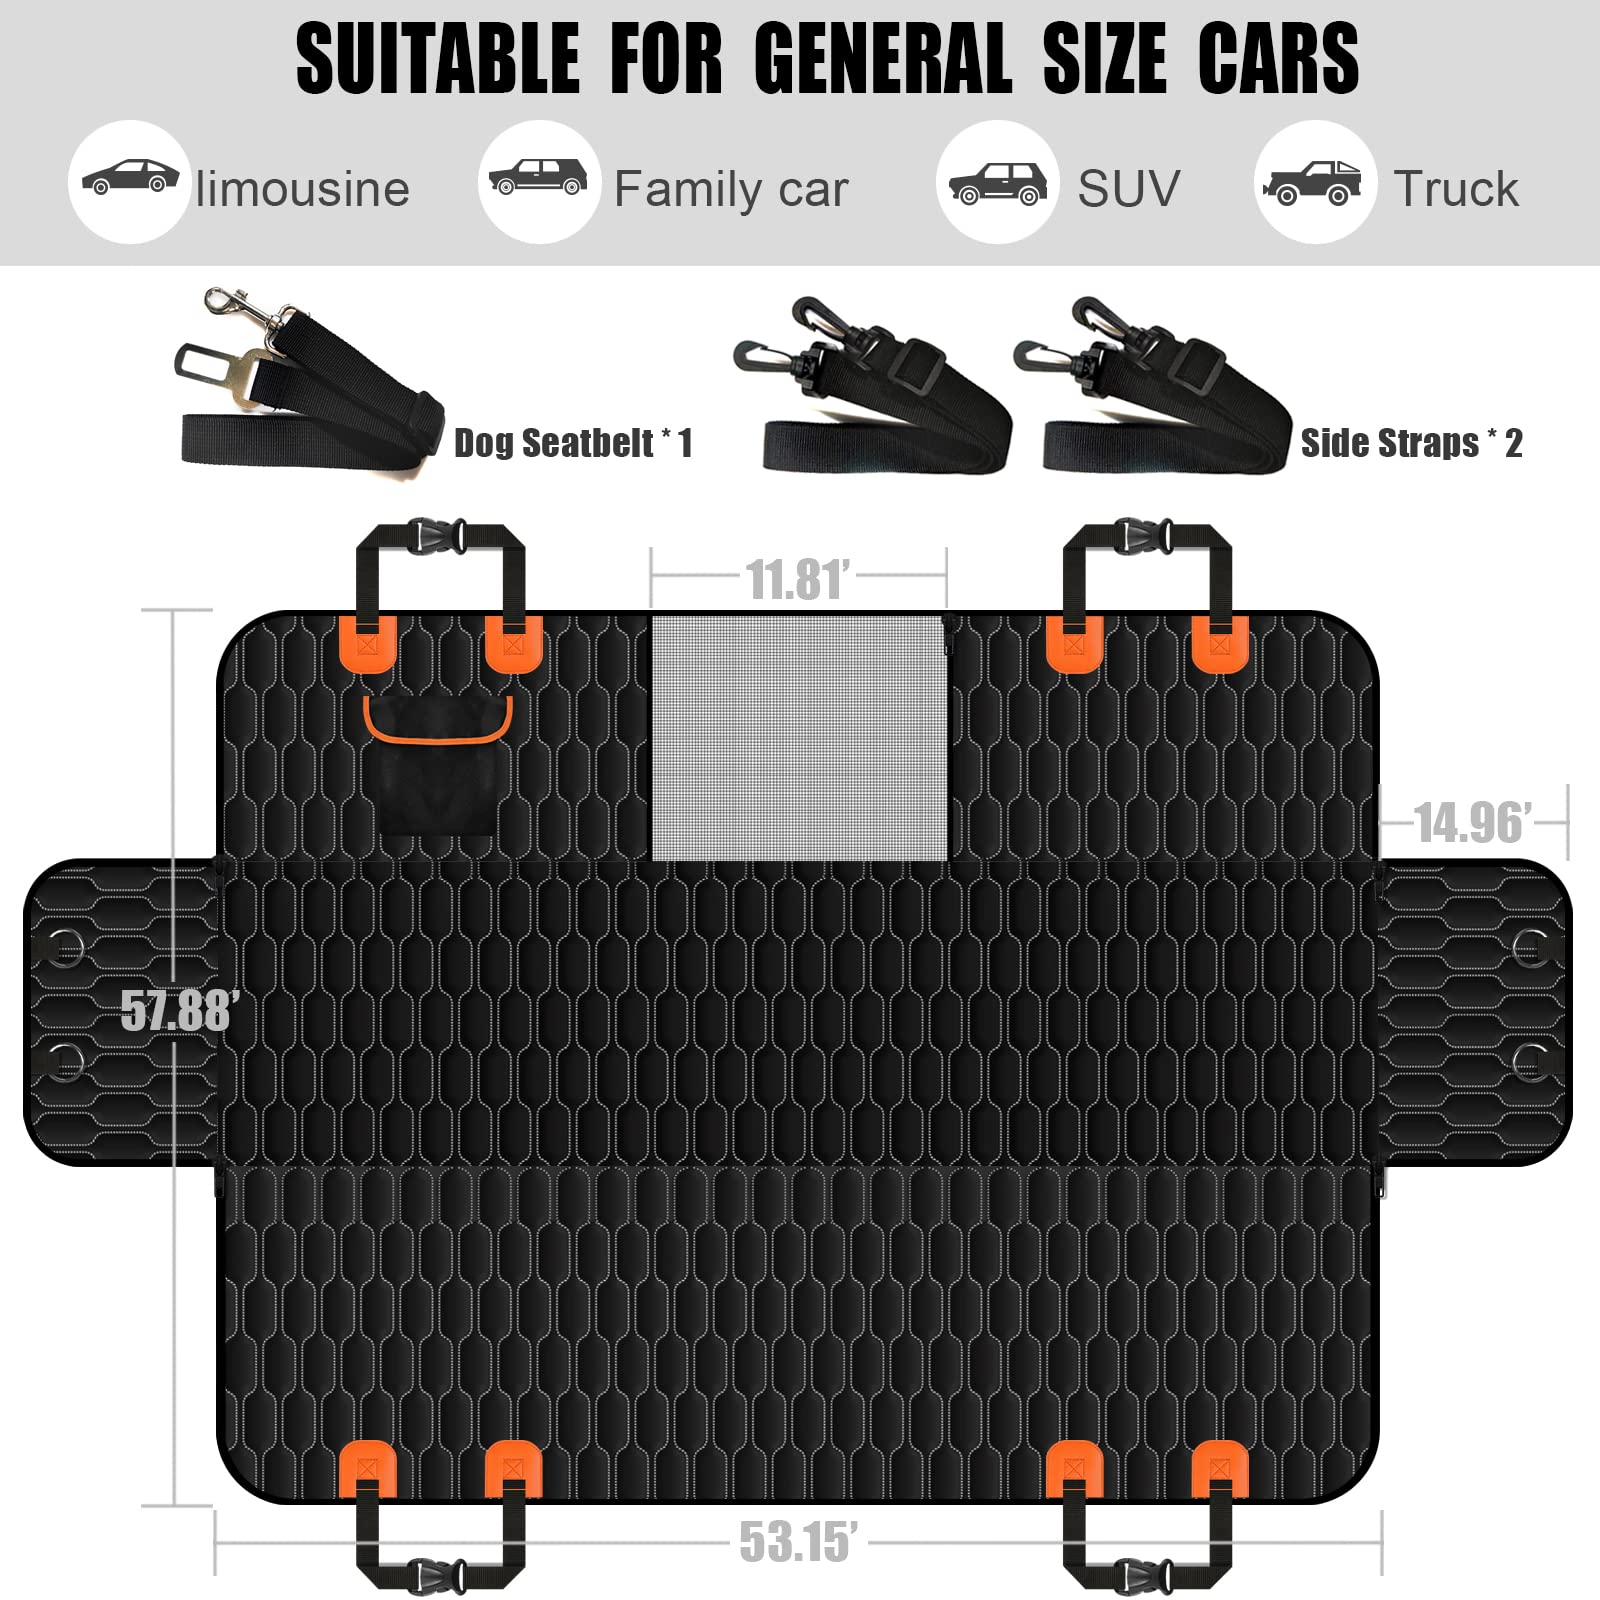 SUITABLE FOR GENERAL SIZE CARS
limousine
Family car
SUV
Truck
Dog Seatbelt * 1
Side Straps * 2
11.81’
14.96’
57.88’
53.15’